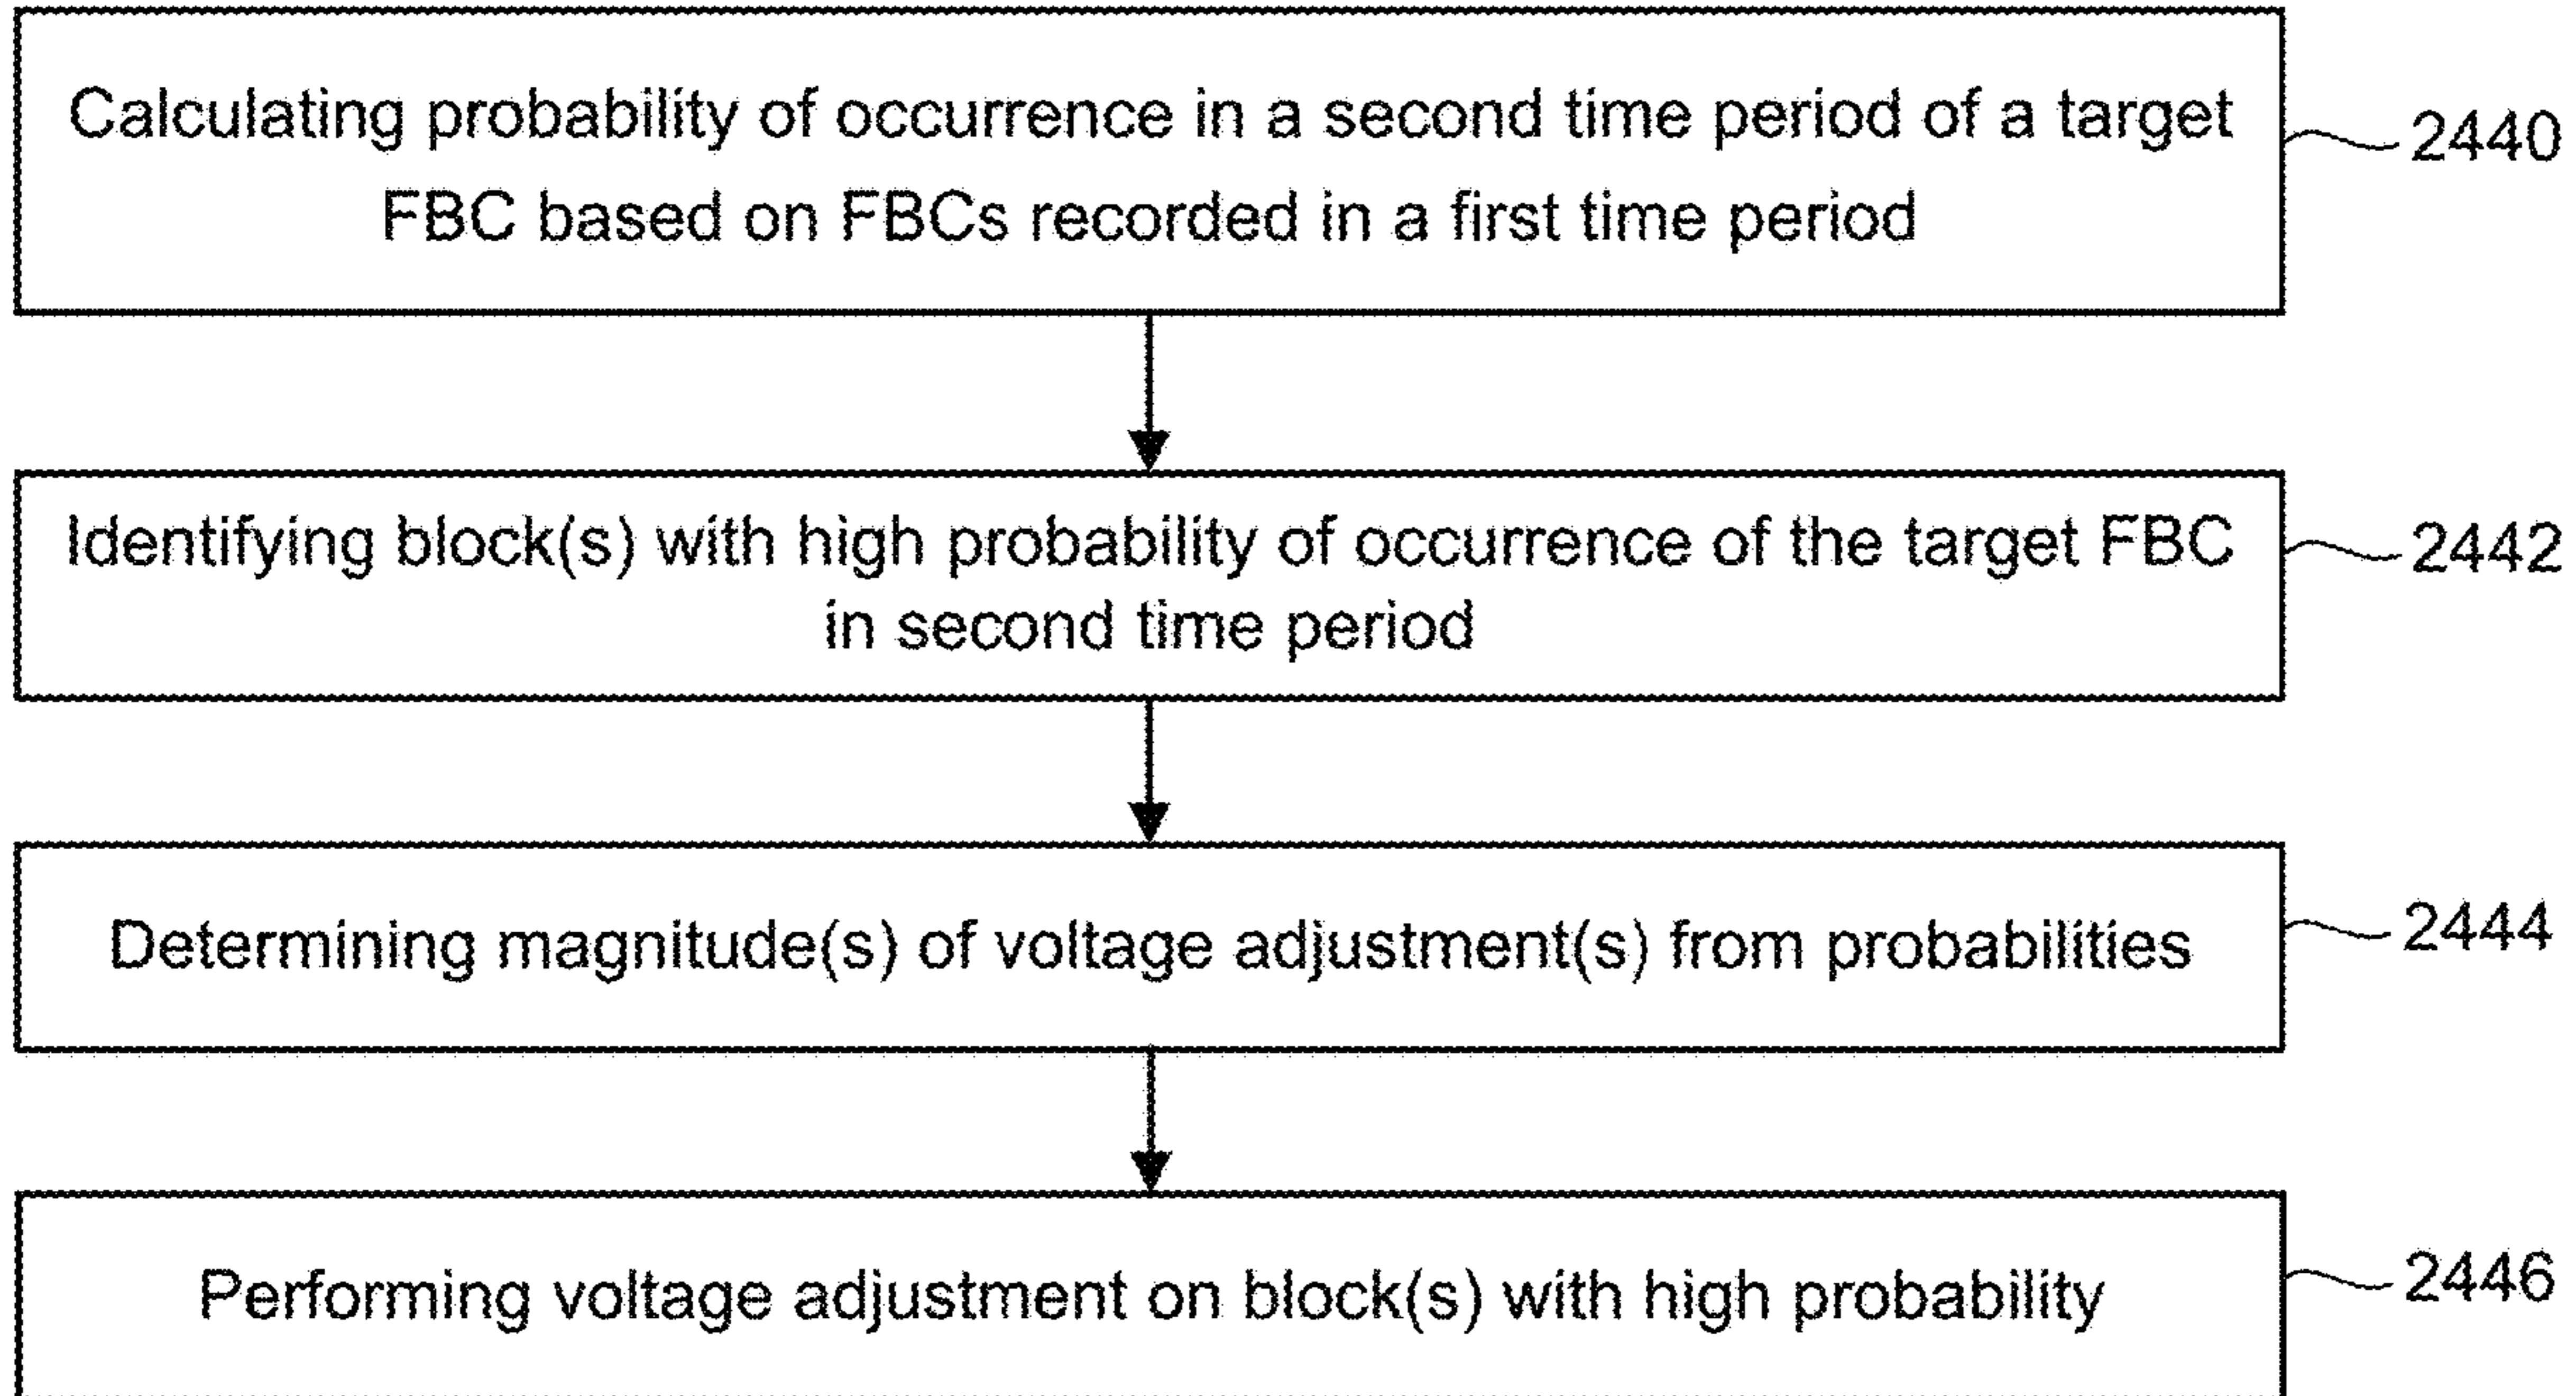 Calculating probability of occurrence in a second time period of a target
2440
FBC based on FBCs recorded in a first time period
Identifying block(s) with high probability of occurrence of the target FBC
2442
in second time period
Determining magnitude(s) of voltage adjustment(s) from probabilities
2444
Performing voltage adjustment on block(s) with high probability
2446